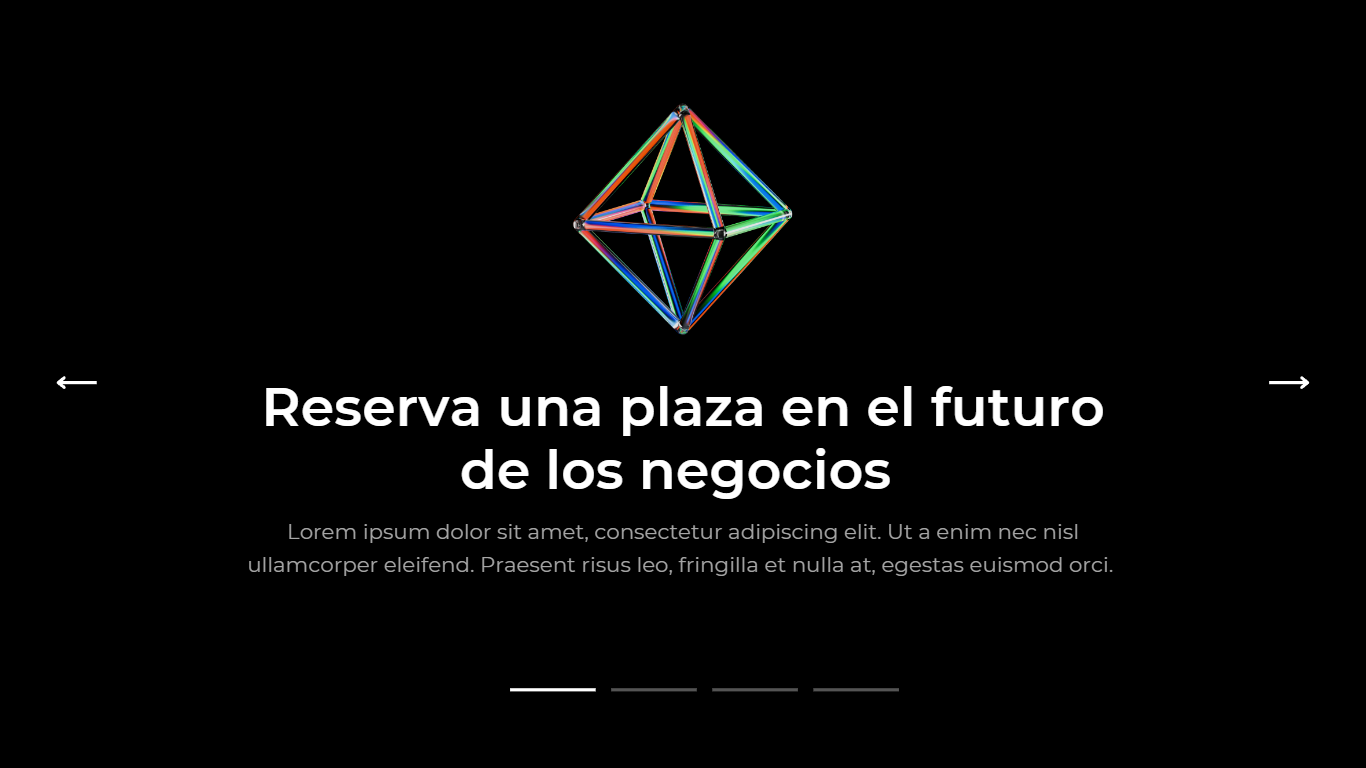 Reserva una plaza en el futuro
de los negocios
Lorem ipsum dolor sit amet, consectetur adipiscing elit. Ut a enim nec nisl
ullamcorper eleifend. Praesent risus leo, fringilla et nulla at, egestas euismod orci.